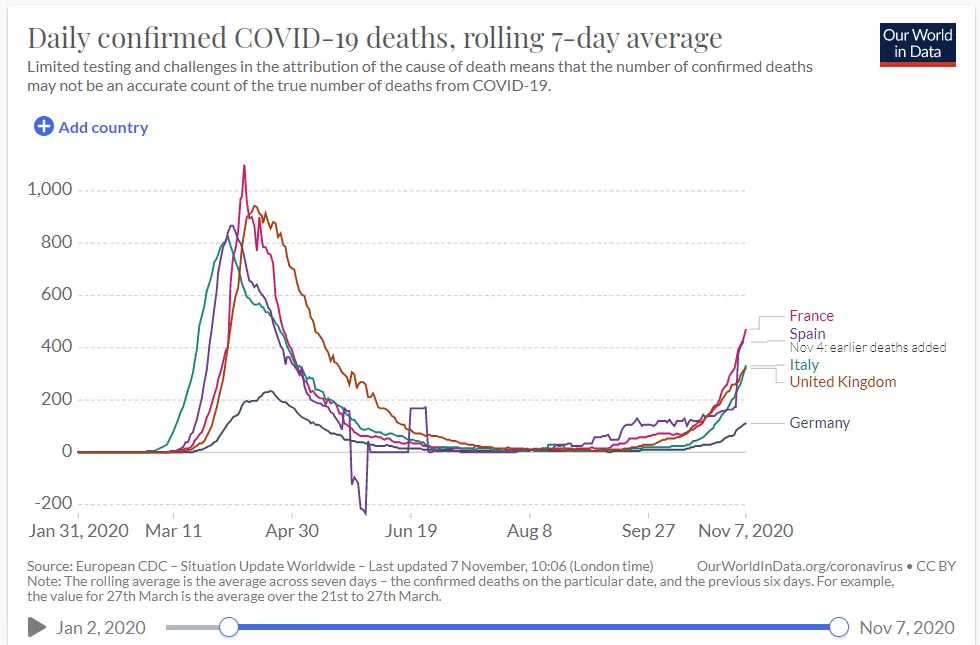 Daily confirmed COVID-19 deaths, rolling 7-day average
Our World
in Data
Limited testing and challenges in the attribution of the cause of death means that the number of confirmed deaths
may not be an accurate count of the true number of deaths from COVID-19.
Add country
1,000
800
600
400
200
0
-200
France
Spain
Nov 4: earlier deaths added
Italy
United Kingdom
Germany
Jan 31, 2020 Mar 11 Apr 30 Jun 19 Aug 8 Sep 27 Nov 7, 2020
Source: European CDC – Situation Update Worldwide – Last updated 7 November, 10:06 (London time) OurWorldInData.org/coronavirus • CC BY
Note: The rolling average is the average across seven days – the confirmed deaths on the particular date, and the previous six days. For example,
the value for 27th March is the average over the 21st to 27th March.
Jan 2, 2020 Nov 7, 2020